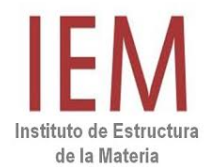 IEM
Instituto de Estructura
de la Materia